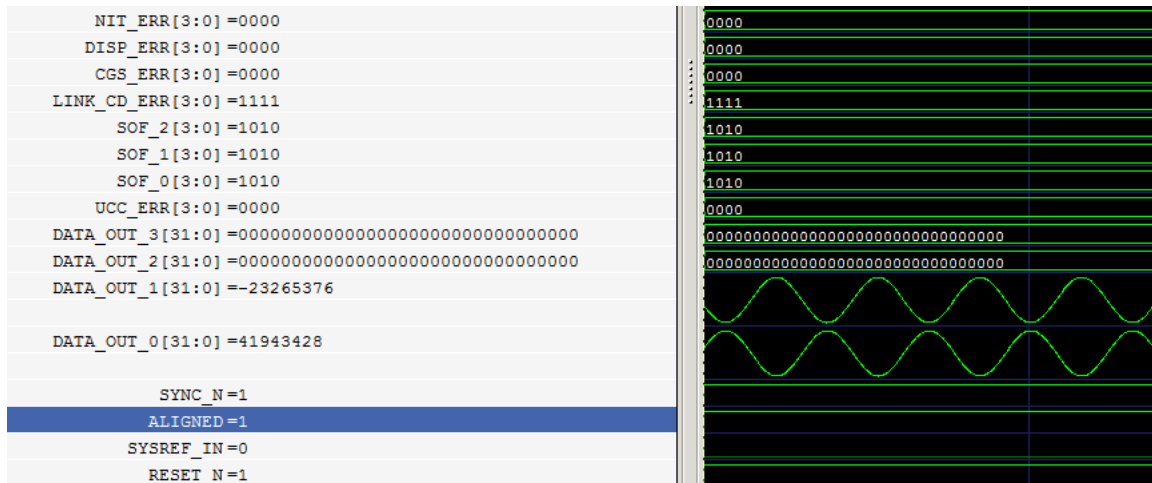 NIT_ERR[3:0]=0000 0000
DISP_ERR[3:0]=0000 0000
CGS_ERR[3:0]=0000 0000
LINK_CD_ERR[3:0]=1111 1111
SOF_2[3:0]=1010 1010
SOF_1[3:0]=1010 1010
SOF_0[3:0]=1010 1010
UCC_ERR[3:0]=0000 0000
DATA_OUT_3[31:0]=00000000000000000000000000000000 00000000000000000000000000000000
DATA_OUT_2[31:0]=00000000000000000000000000000000 00000000000000000000000000000000
DATA_OUT_1[31:0]=-23265376
DATA_OUT_0[31:0]=41943428
SYNC_N=1
ALIGNED=1
SYSREF_IN=0
RESET_N=1